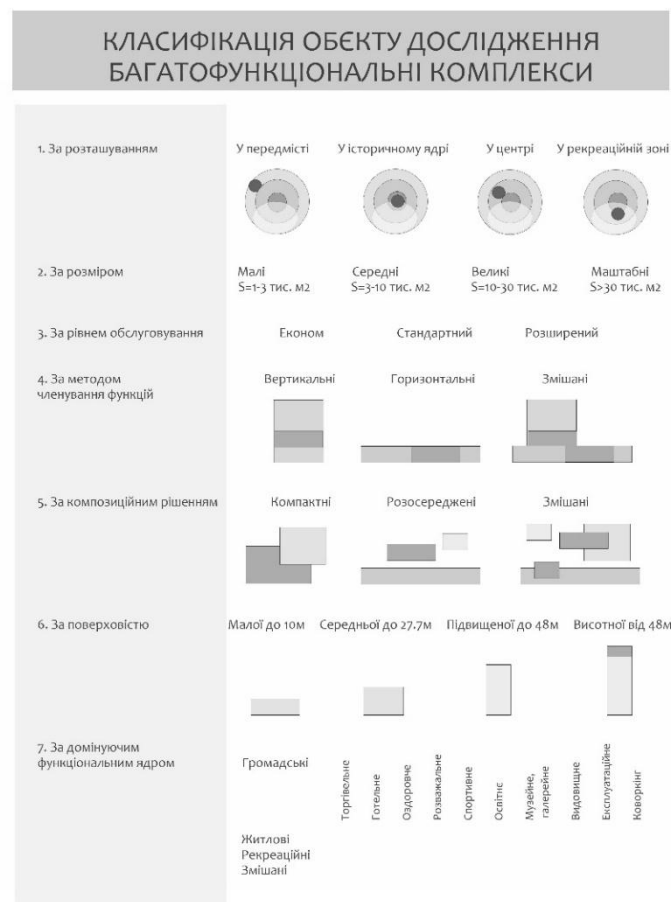 КЛАСИФІКАЦІЯ ОБЄКТУ ДОСЛІДЖЕННЯ
БАГАТОФУНКЦІОНАЛЬНІ КОМПЛЕКСИ
1. За розташуванням
У передмісті
У історичному ядрі
У центрі
У рекреаційній зоні
2. За розміром
Малі
S=1-3 тис. м2
Середні
S=3-10 тис. м2
Великі
S=10-30 тис. м2
Маштабні
S>30 тис. м2
3. За рівнем обслуговування
Економ
Стандартний
Розширений
4. За методом
членування функцій
Вертикальні
Горизонтальні
Змішані
5. За композиційним рішенням
Компактні
Розосереджені
Змішані
6. За поверховістю
Малої до 10м
Середньої до 27.7м
Підвищеної до 48м
Висотної від 48м
7. За домінуючим
функціональним ядром
Громадські
Торгівельне
Готельне
Оздоровче
Розважальне
Спортивне
Освітнє
Музейне,
галерейне
Видовищне
Експлуатаційне
Коворкінг
Житлові
Рекреаційні
Змішані